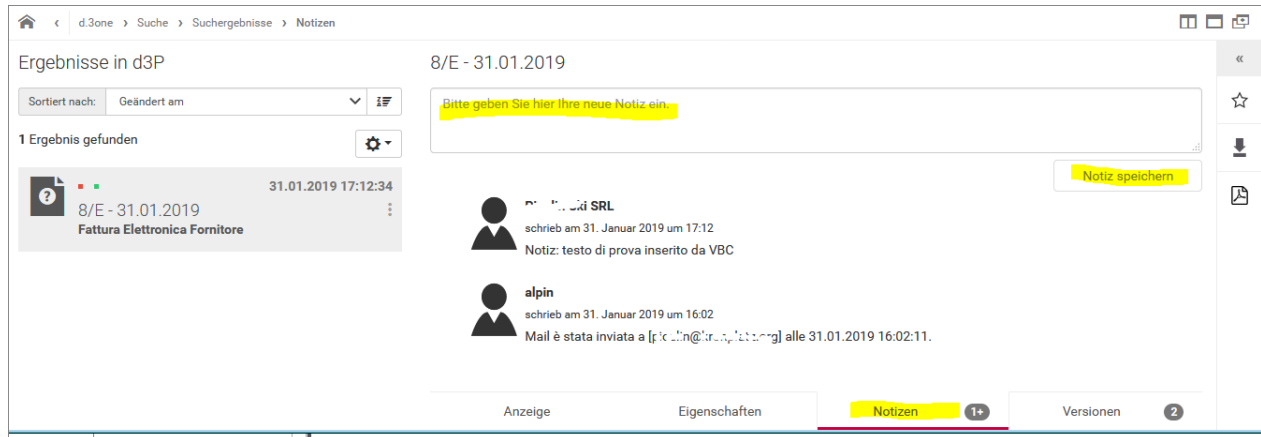 d.3one › Suche › Suchergebnisse › Notizen
Ergebnisse in d3P
Sortiert nach: Geändert am
1 Ergebnis gefunden
31.01.2019 17:12:34
8/E - 31.01.2019
Fattura Elettronica Fornitore
8/E - 31.01.2019
Bitte geben Sie hier Ihre neue Notiz ein.
Notiz speichern
SRL
schrieb am 31. Januar 2019 um 17:12
Notiz: testo di prova inserito da VBC
alpin
schrieb am 31. Januar 2019 um 16:02
Mail è stata inviata a alle 31.01.2019 16:02:11.
Anzeige Eigenschaften Notizen 1+ Versionen 2